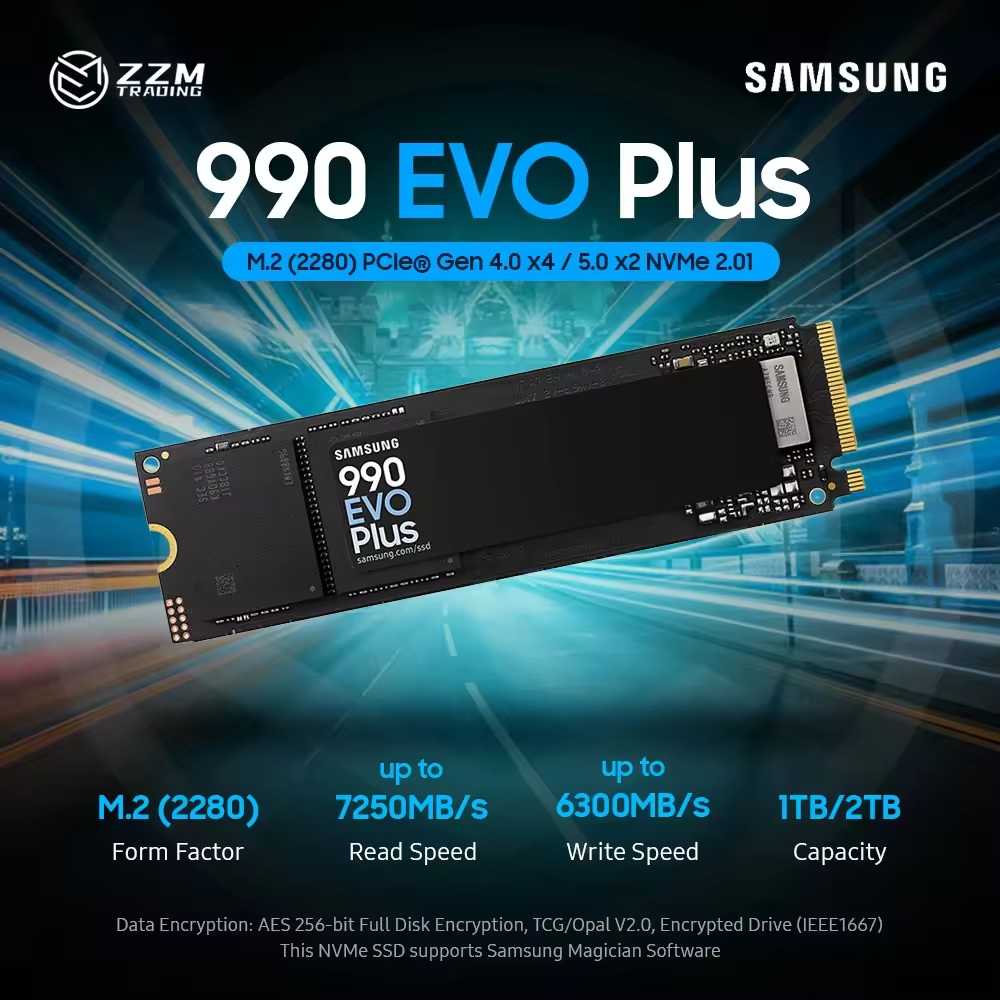 ZZM
TRADING
SAMSUNG
990 EVO Plus
M.2 (2280) PCIe® Gen 4.0 x4 / 5.0 x2 NVMe 2.01
SAMSUNG
SAMSUNG
990
EVO
Plus
samsung.com/ssd
M.2 (2280)
Form Factor
up to
7250MB/s
Read Speed
up to
6300MB/s
Write Speed
1TB/2TB
Capacity
Data Encryption: AES 256-bit Full Disk Encryption, TCG/Opal V2.0, Encrypted Drive (IEEE1667)
This NVMe SSD supports Samsung Magician Software